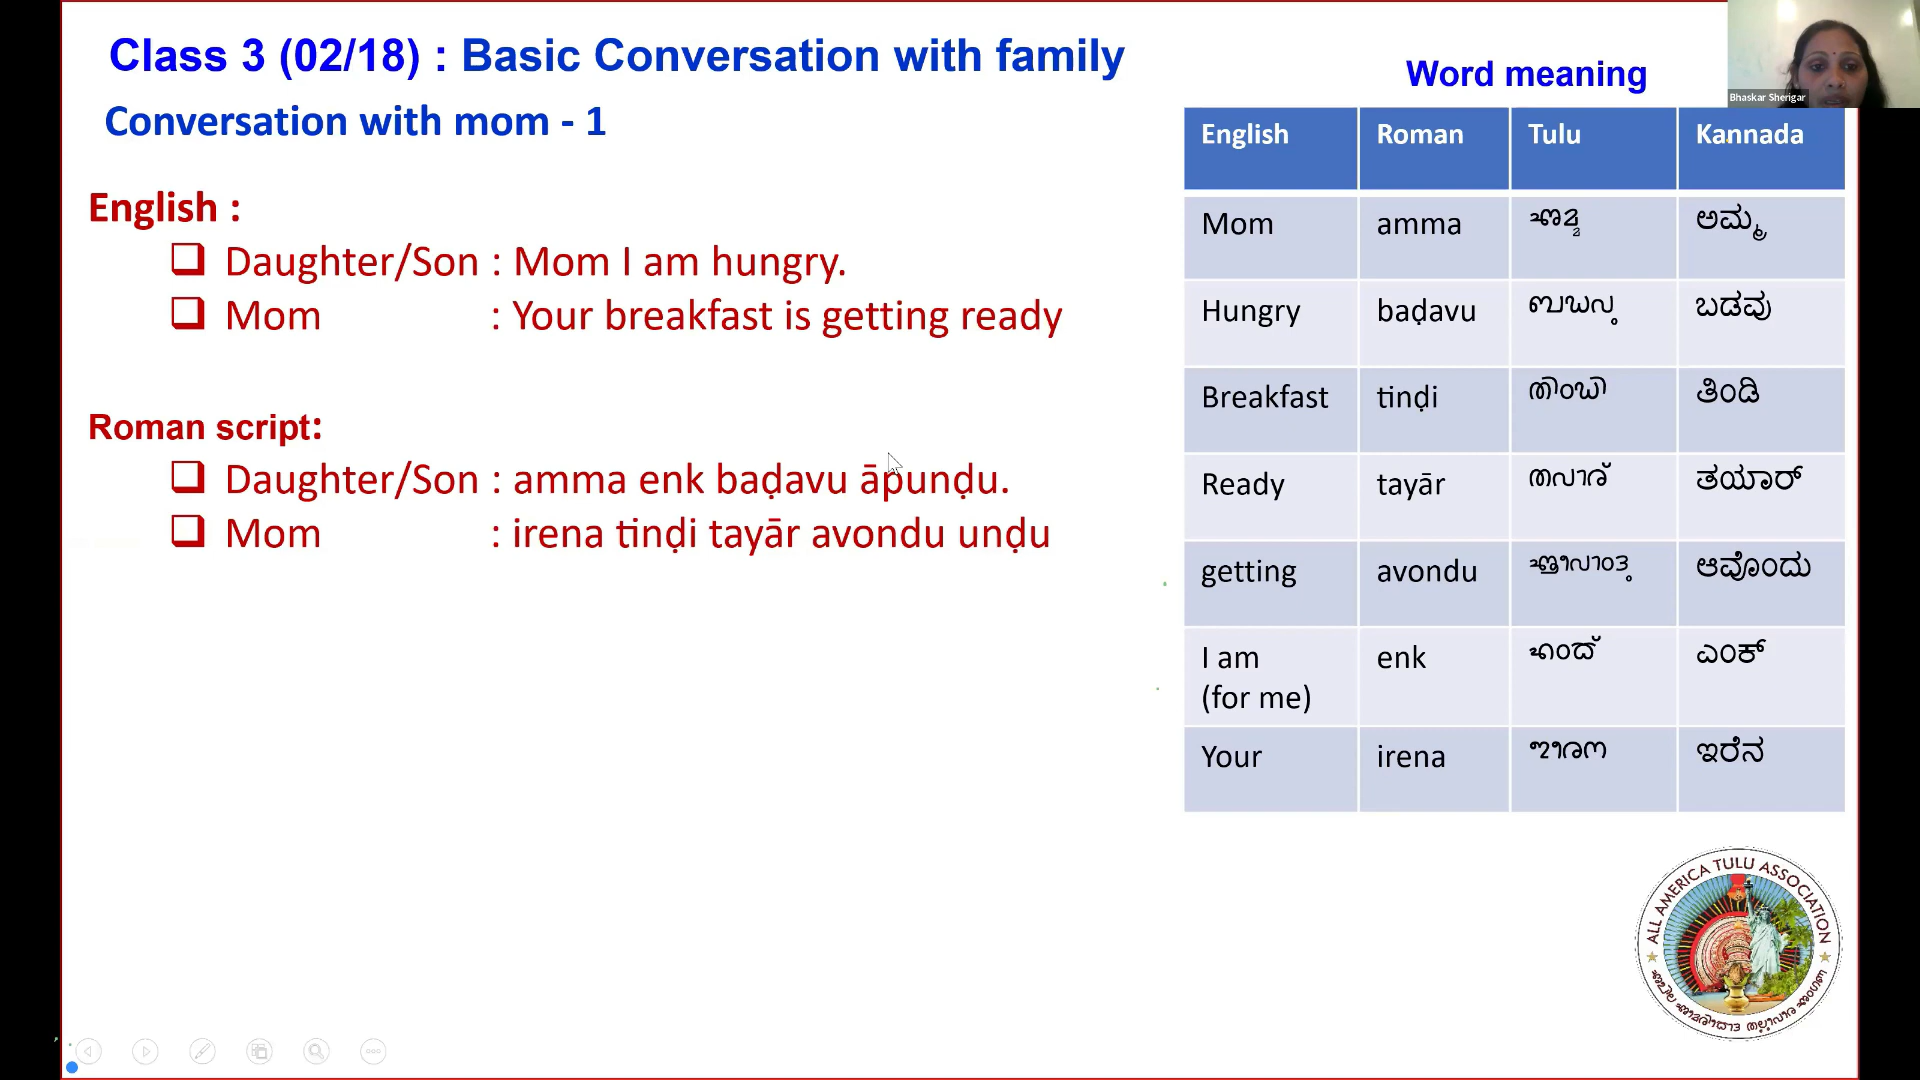 Class 3 (02/18) : Basic Conversation with family
Conversation with mom - 1
English :
❑ Daughter/Son : Mom I am hungry.
❑ Mom : Your breakfast is getting ready
Roman script:
❑ Daughter/Son : amma enk baḍavu āpunḍu.
❑ Mom : irena tinḍi tayār avondu unḍu
Word meaning
English Roman Tulu Kannada
Mom amma ಅಮ್ಮ
Hungry baḍavu ಬಡವು
Breakfast tinḍi ತಿಂಡಿ
Ready tayār ತಯಾರ್
getting avondu ಆವೊಂದು
I am enk ಎಂಕ್
(for me)
Your irena ಇರೆನ
Bhaskar Sherigar
ALL AMERICA TULU ASSOCIATION